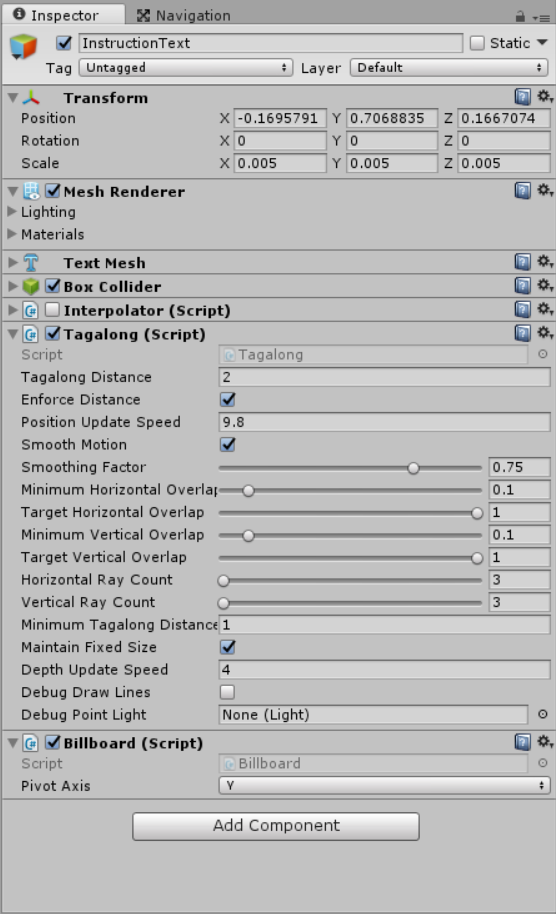 Inspector Navigation
InstructionText Static
Tag Untagged Layer Default
Transform
Position X -0.1695791 Y 0.7068835 Z 0.1667074
Rotation X 0 Y 0 Z 0
Scale X 0.005 Y 0.005 Z 0.005
Mesh Renderer
Lighting
Materials
Text Mesh
Box Collider
Interpolator (Script)
Tagalong (Script)
Script Tagalong
Tagalong Distance 2
Enforce Distance
Position Update Speed 9.8
Smooth Motion
Smoothing Factor 0.75
Minimum Horizontal Overlap 0.1
Target Horizontal Overlap 1
Minimum Vertical Overlap 0.1
Target Vertical Overlap 1
Horizontal Ray Count 3
Vertical Ray Count 3
Minimum Tagalong Distance 1
Maintain Fixed Size
Depth Update Speed 4
Debug Draw Lines
Debug Point Light None (Light)
Billboard (Script)
Script Billboard
Pivot Axis Y
Add Component